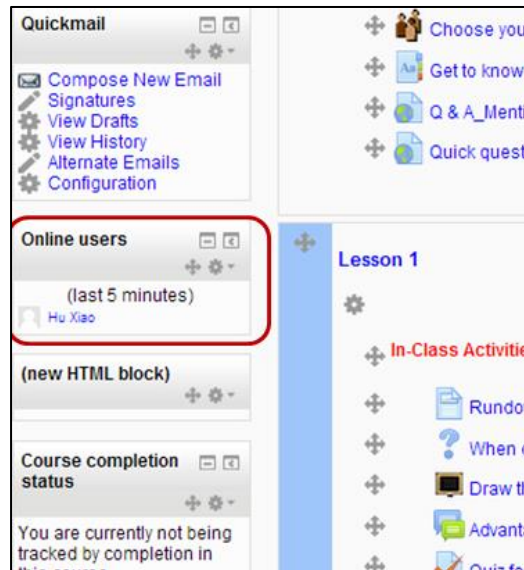 Quickmail
Compose New Email
Signatures
View Drafts
View History
Alternate Emails
Configuration
Online users
(last 5 minutes)
Hu Xiao
(new HTML block)
Course completion
status
You are currently not being
tracked by completion in
this course
Choose you
Get to know
Q & A_Menti
Quick quest
Lesson 1
In-Class Activitie
Rundo
When
Draw th
Advanta
Quiz fo